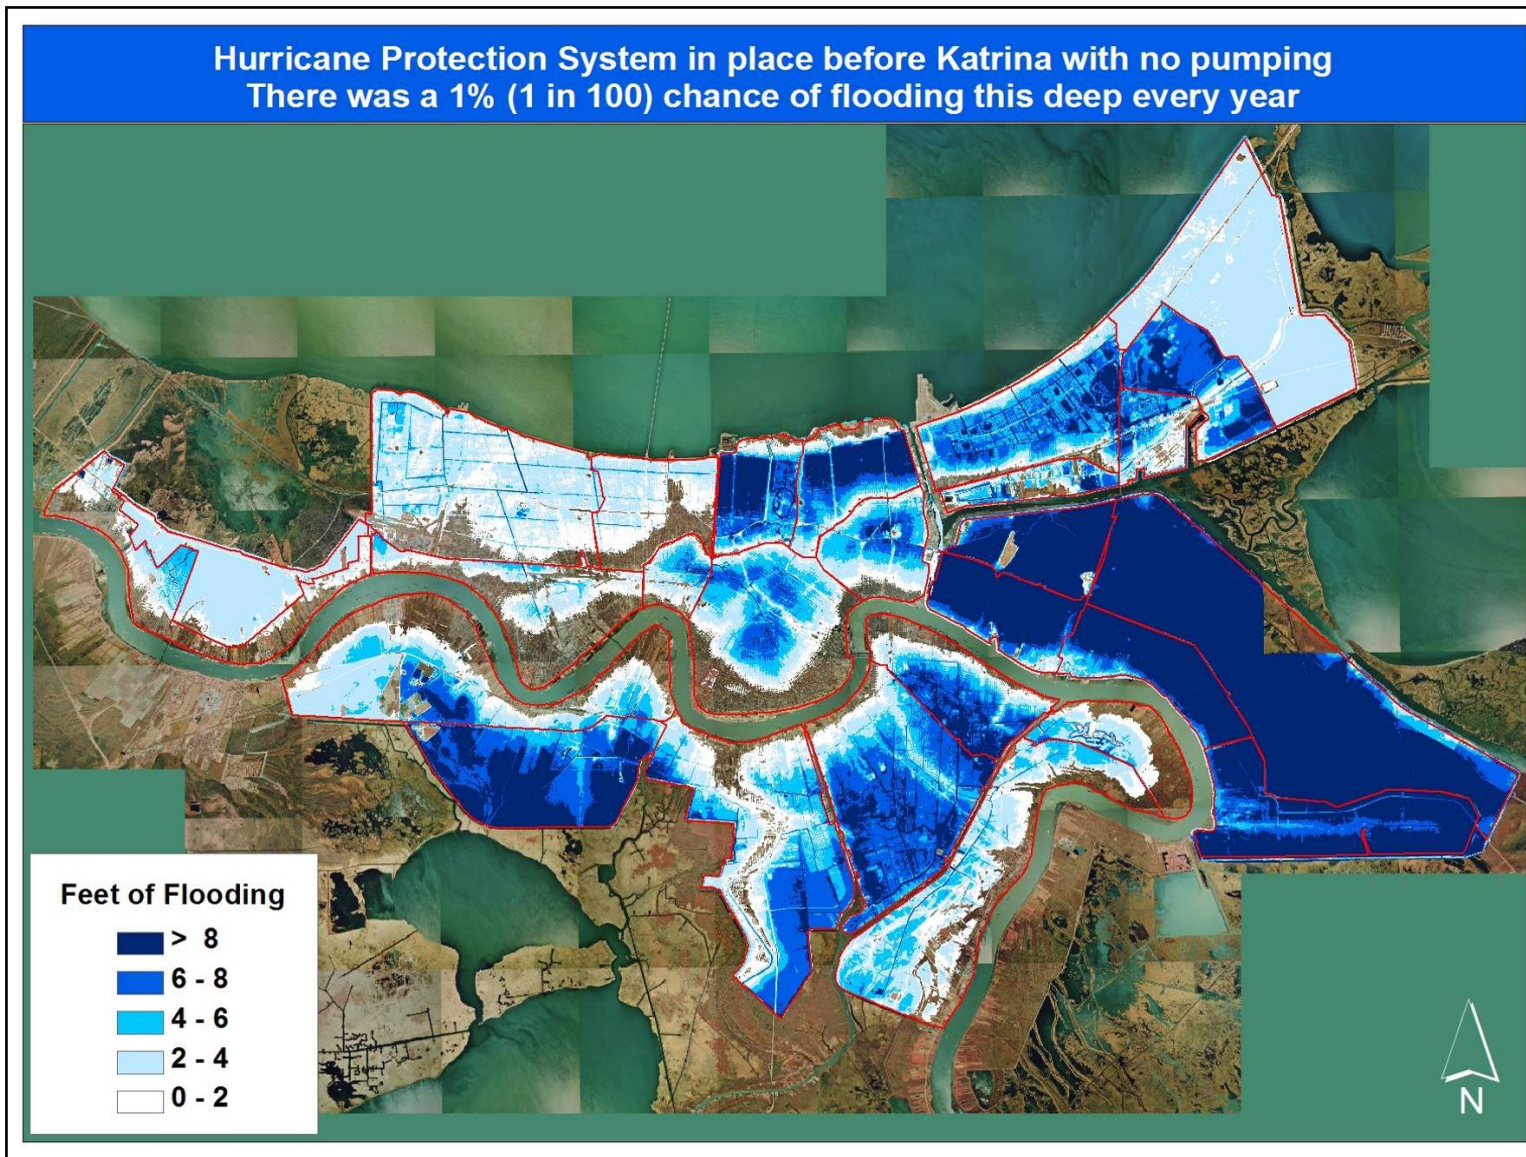 Hurricane Protection System in place before Katrina with no pumping
There was a 1% (1 in 100) chance of flooding this deep every year
Feet of Flooding
> 8
6 - 8
4 - 6
2 - 4
0 - 2
N